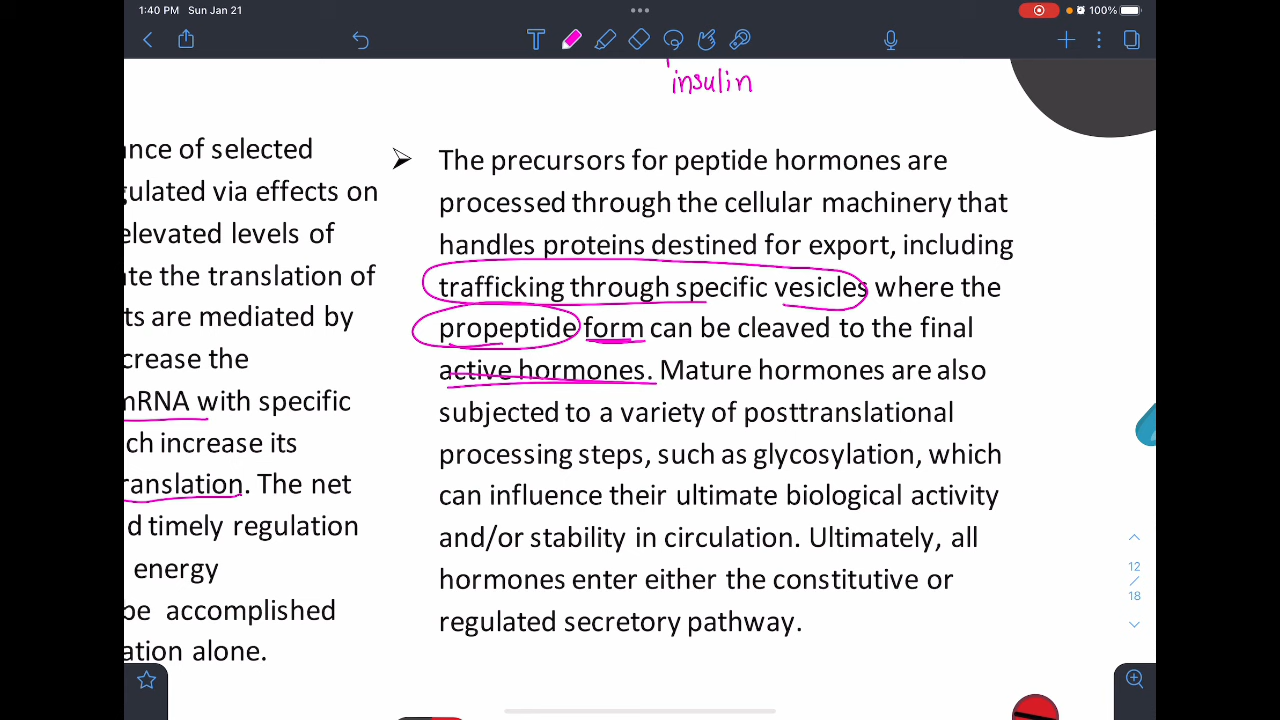 1:40 PM Sun Jan 21
100%
insulin
ance of selected
gulated via effects on
elevated levels of
ate the translation of
ts are mediated by
crease the
mRNA with specific
ch increase its
translation. The net
d timely regulation
energy
be accomplished
ation alone.
➢ The precursors for peptide hormones are
processed through the cellular machinery that
handles proteins destined for export, including
trafficking through specific vesicles where the
propeptide form can be cleaved to the final
active hormones. Mature hormones are also
subjected to a variety of posttranslational
processing steps, such as glycosylation, which
can influence their ultimate biological activity
and/or stability in circulation. Ultimately, all
hormones enter either the constitutive or
regulated secretory pathway.
12
/
18